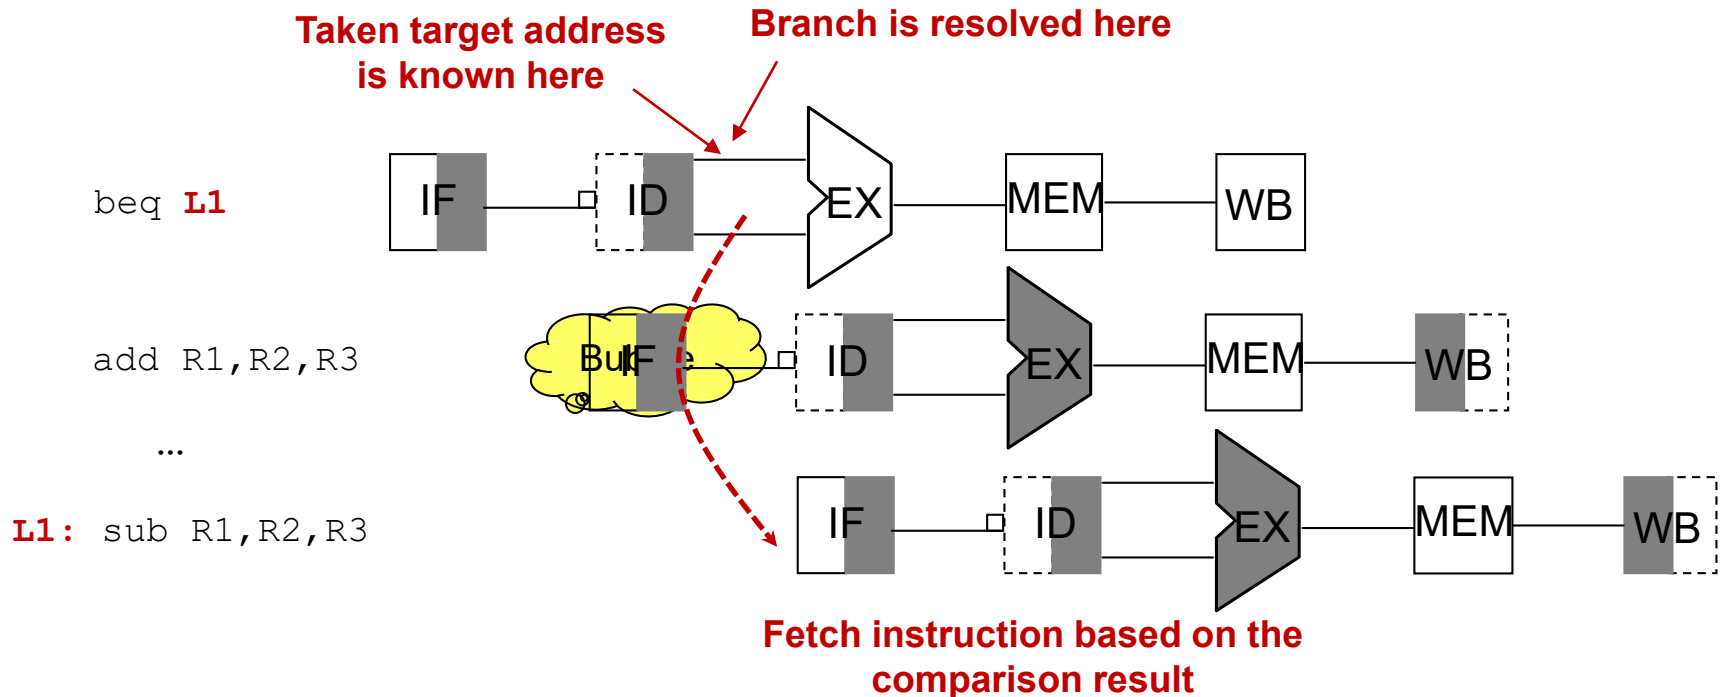 Taken target address
is known here
Branch is resolved here
beq L1
IF
ID
EX
MEM
WB
add R1,R2,R3
IF
ID
EX
MEM
WB
…
L1: sub R1,R2,R3
IF
ID
EX
MEM
WB
Fetch instruction based on the
comparison result